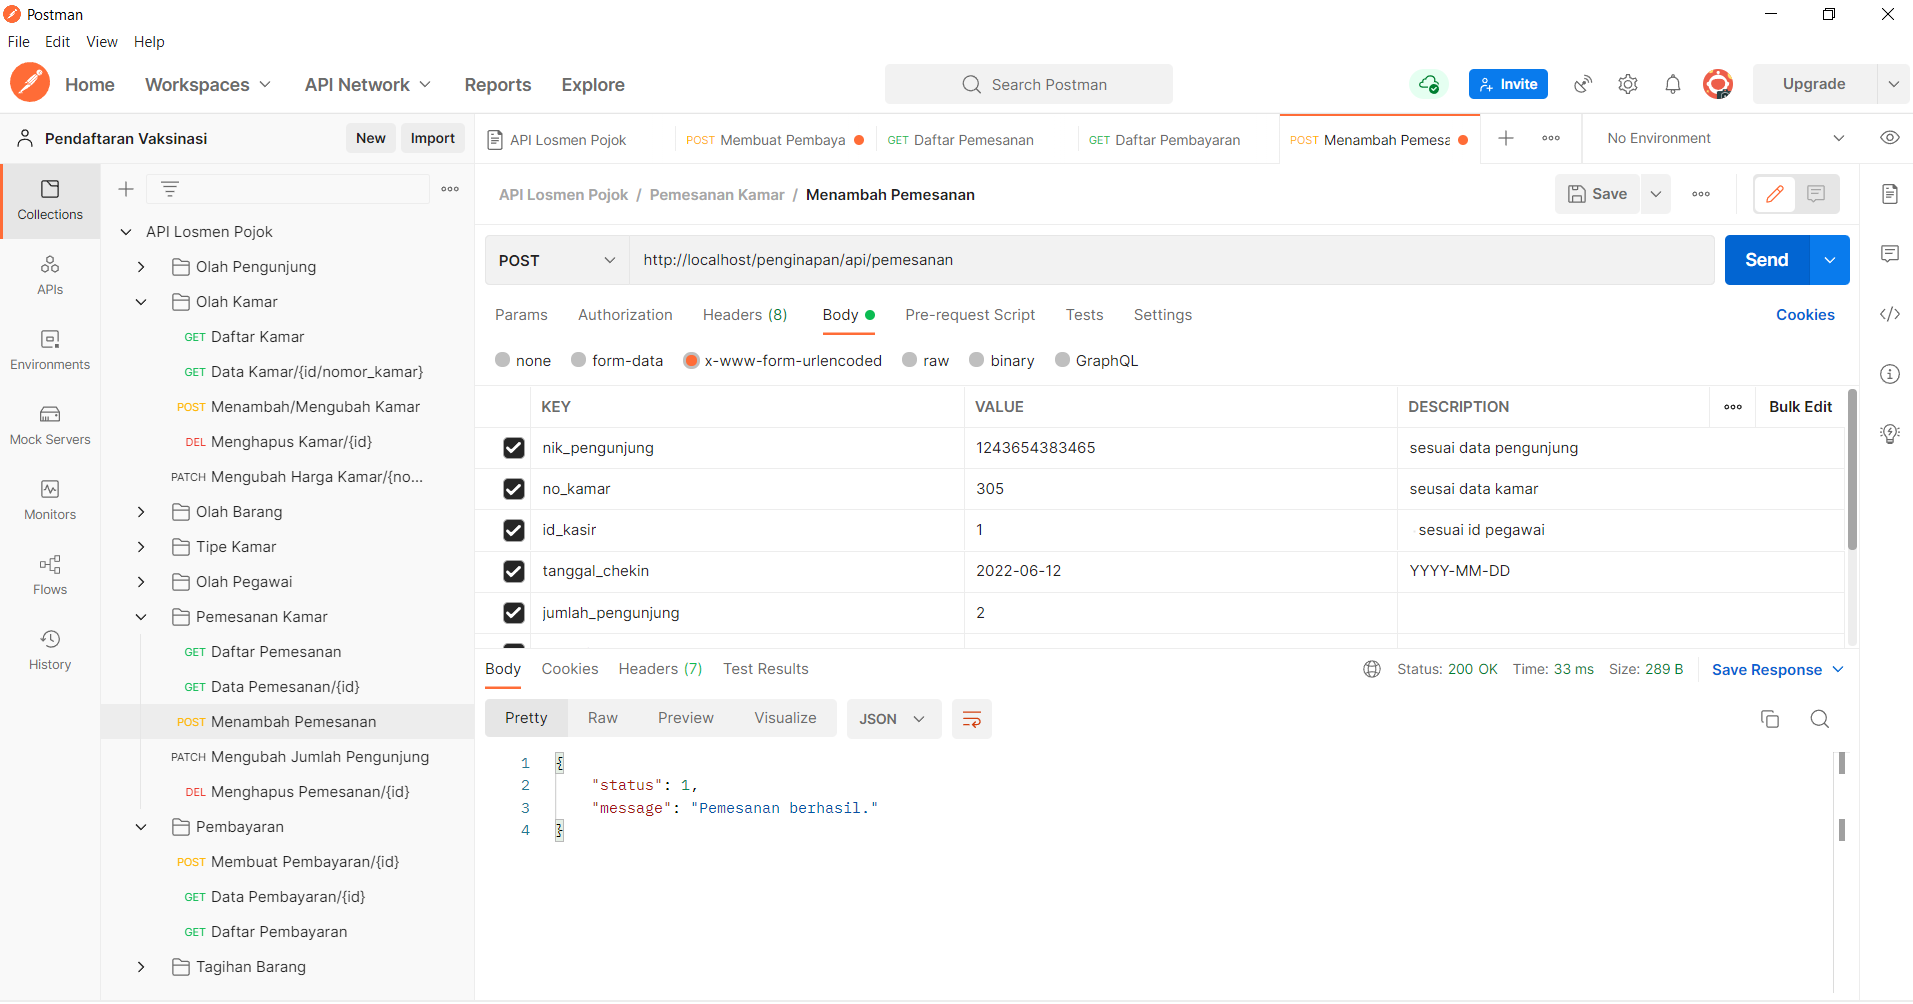 Postman
File Edit View Help
Home Workspaces API Network Reports Explore Search Postman Invite Upgrade
Pendaftaran Vaksinasi New Import
API Losmen Pojok POST Membuat Pembaya GET Daftar Pemesanan GET Daftar Pembayaran POST Menambah Pemesa No Environment
Collections
APIs
Environments
Mock Servers
Monitors
Flows
History
API Losmen Pojok
Olah Pengunjung
Olah Kamar
GET Daftar Kamar
GET Data Kamar/{id/nomor_kamar}
POST Menambah/Mengubah Kamar
DEL Menghapus Kamar/{id}
PATCH Mengubah Harga Kamar/{no...
Olah Barang
Tipe Kamar
Olah Pegawai
Pemesanan Kamar
GET Daftar Pemesanan
GET Data Pemesanan/{id}
POST Menambah Pemesanan
PATCH Mengubah Jumlah Pengunjung
DEL Menghapus Pemesanan/{id}
Pembayaran
POST Membuat Pembayaran/{id}
GET Data Pembayaran/{id}
GET Daftar Pembayaran
Tagihan Barang
API Losmen Pojok / Pemesanan Kamar / Menambah Pemesanan Save
POST http://localhost/penginapan/api/pemesanan Send
Params Authorization Headers (8) Body Pre-request Script Tests Settings Cookies
none form-data x-www-form-urlencoded raw binary GraphQL
KEY VALUE DESCRIPTION Bulk Edit
nik_pengunjung 1243654383465 sesuai data pengunjung
no_kamar 305 seusai data kamar
id_kasir 1 sesuai id pegawai
tanggal_chekin 2022-06-12 YYYY-MM-DD
jumlah_pengunjung 2
Body Cookies Headers (7) Test Results Status: 200 OK Time: 33 ms Size: 289 B Save Response
Pretty Raw Preview Visualize JSON
1 {
2 "status": 1,
3 "message": "Pemesanan berhasil."
4 }